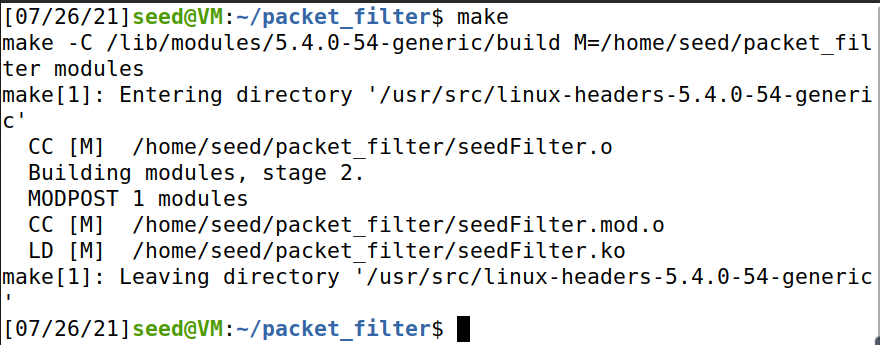 [07/26/21]seed@VM:~/packet_filter$ make
make -C /lib/modules/5.4.0-54-generic/build M=/home/seed/packet_fil
ter modules
make[1]: Entering directory '/usr/src/linux-headers-5.4.0-54-generi
c'
  CC [M]  /home/seed/packet_filter/seedFilter.o
  Building modules, stage 2.
  MODPOST 1 modules
  CC [M]  /home/seed/packet_filter/seedFilter.mod.o
  LD [M]  /home/seed/packet_filter/seedFilter.ko
make[1]: Leaving directory '/usr/src/linux-headers-5.4.0-54-generic
'
[07/26/21]seed@VM:~/packet_filter$